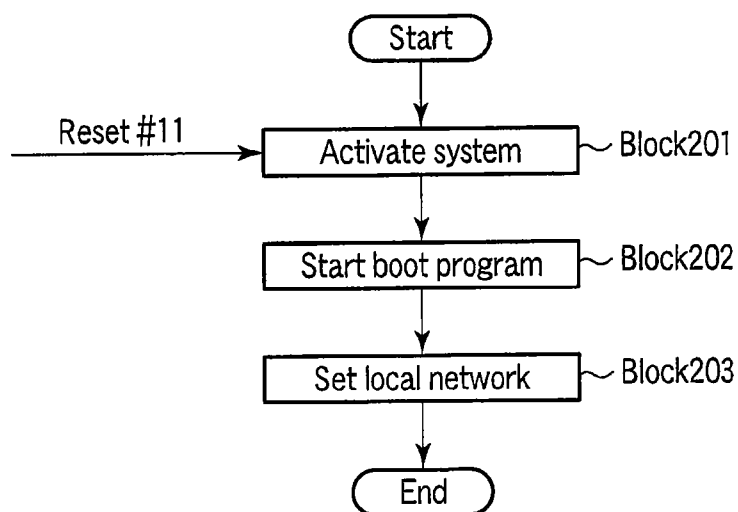 Start
Reset #11
Activate system
Block201
Start boot program
Block202
Set local network
Block203
End